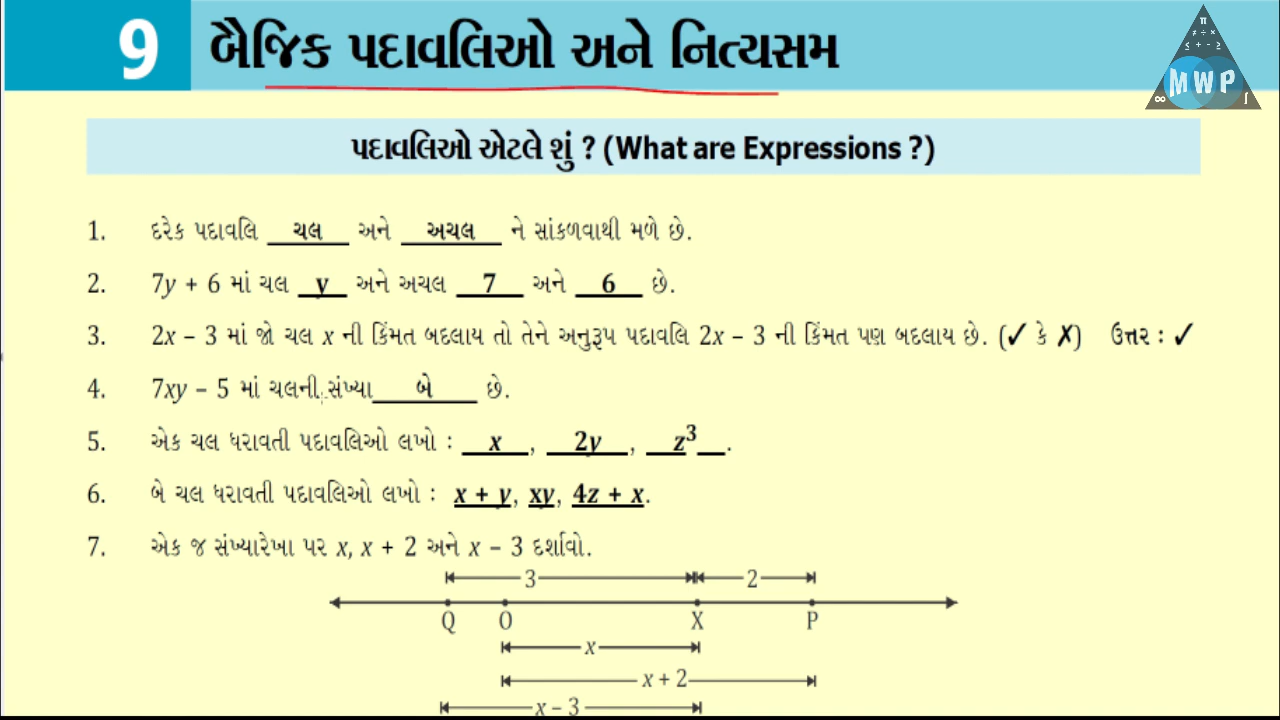 9 બૈજિક પદાવલિઓ અને નિત્યસમ
π
≠ ÷ ×
≤ + - ≥
MWP
∞ ∫
પદાવલિઓ એટલે શું ? (What are Expressions ?)
1. દરેક પદાવલિ ચલ અને અચલ ને સાંકળવાથી મળે છે.
2. 7y + 6 માં ચલ y અને અચલ 7 અને 6 છે.
3. 2x – 3 માં જો ચલ x ની કિંમત બદલાય તો તેને અનુરૂપ પદાવલિ 2x – 3 ની કિંમત પણ બદલાય છે. (✓ કે ✗) ઉત્તર : ✓
4. 7xy – 5 માં ચલની સંખ્યા બે છે.
5. એક ચલ ધરાવતી પદાવલિઓ લખો : x, 2y, z³.
6. બે ચલ ધરાવતી પદાવલિઓ લખો : x + y, xy, 4z + x.
7. એક જ સંખ્યારેખા પર x, x + 2 અને x – 3 દર્શાવો.
3 2
Q O X P
x
x + 2
x – 3